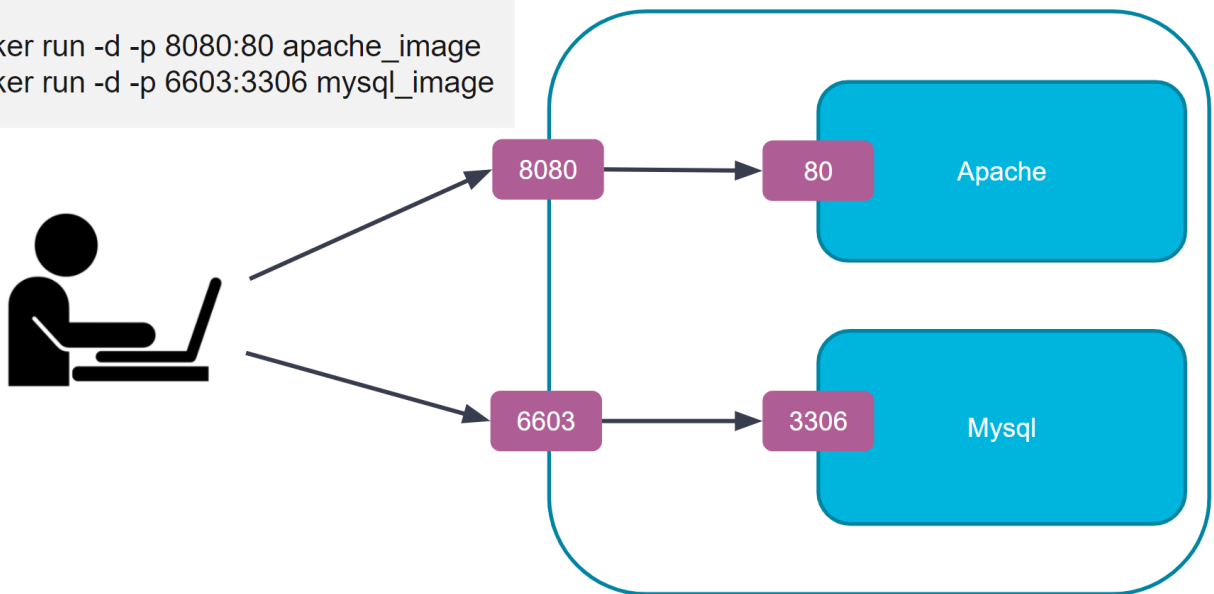 ker run -d -p 8080:80 apache_image
ker run -d -p 6603:3306 mysql_image
8080
80
Apache
6603
3306
Mysql